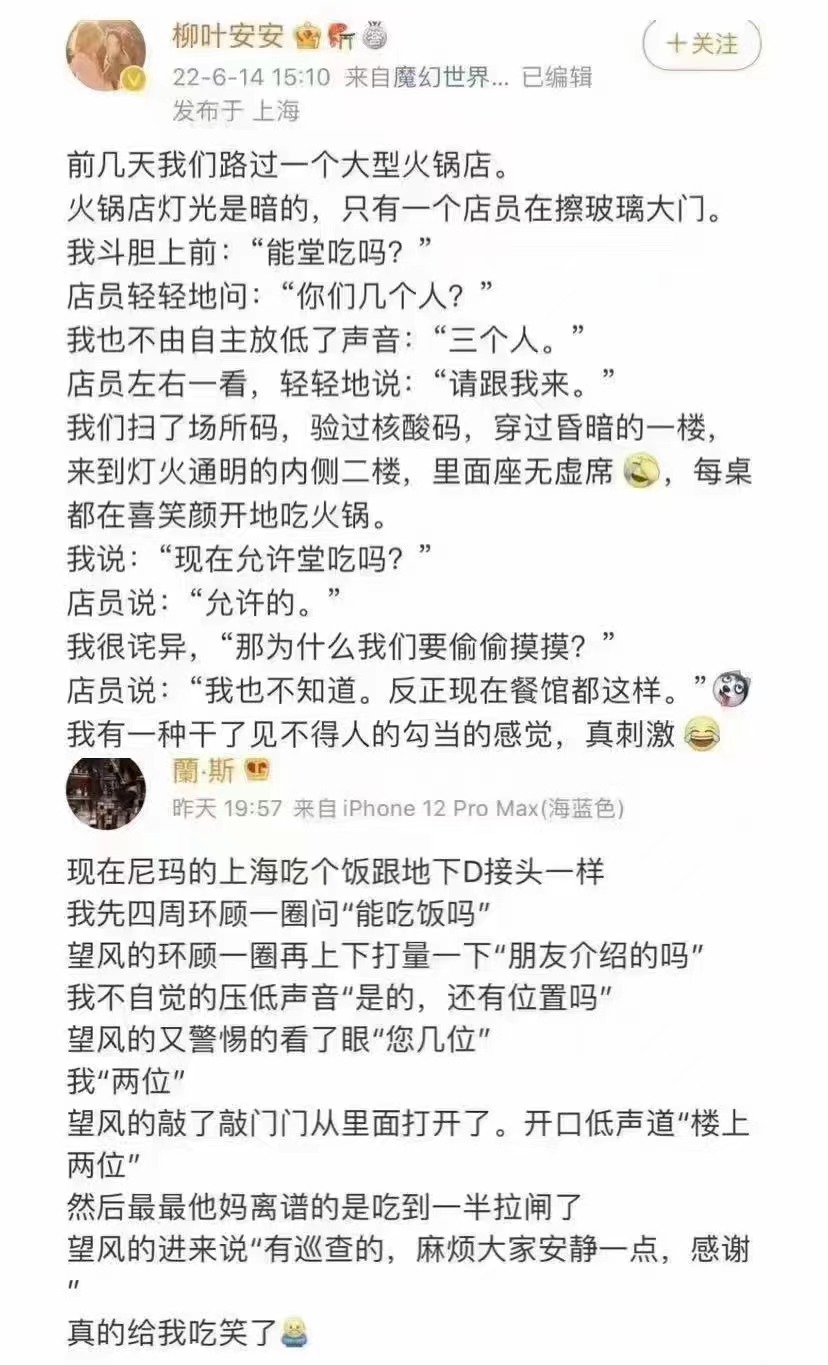 柳叶安安
+关注
22-6-14 15:10 来自魔幻世界... 已编辑
发布于 上海
前几天我们路过一个大型火锅店。
火锅店灯光是暗的，只有一个店员在擦玻璃大门。
我斗胆上前：“能堂吃吗？”
店员轻轻地问：“你们几个人？”
我也不由自主放低了声音：“三个人。”
店员左右一看，轻轻地说：“请跟我来。”
我们扫了场所码，验过核酸码，穿过昏暗的一楼，
来到灯火通明的内侧二楼，里面座无虚席，每桌
都在喜笑颜开地吃火锅。
我说：“现在允许堂吃吗？”
店员说：“允许的。”
我很诧异，“那为什么我们要偷偷摸摸？”
店员说：“我也不知道。反正现在餐馆都这样。”
我有一种干了见不得人的勾当的感觉，真刺激
蘭·斯
昨天 19:57 来自 iPhone 12 Pro Max(海蓝色)
现在尼玛的上海吃个饭跟地下D接头一样
我先四周环顾一圈问“能吃饭吗”
望风的环顾一圈再上下打量一下“朋友介绍的吗”
我不自觉的压低声音“是的，还有位置吗”
望风的又警惕的看了眼“您几位”
我“两位”
望风的敲了敲门门从里面打开了。开口低声道“楼上
两位”
然后最最他妈离谱的是吃到一半拉闸了
望风的进来说“有巡查的，麻烦大家安静一点，感谢
”
真的给我吃笑了